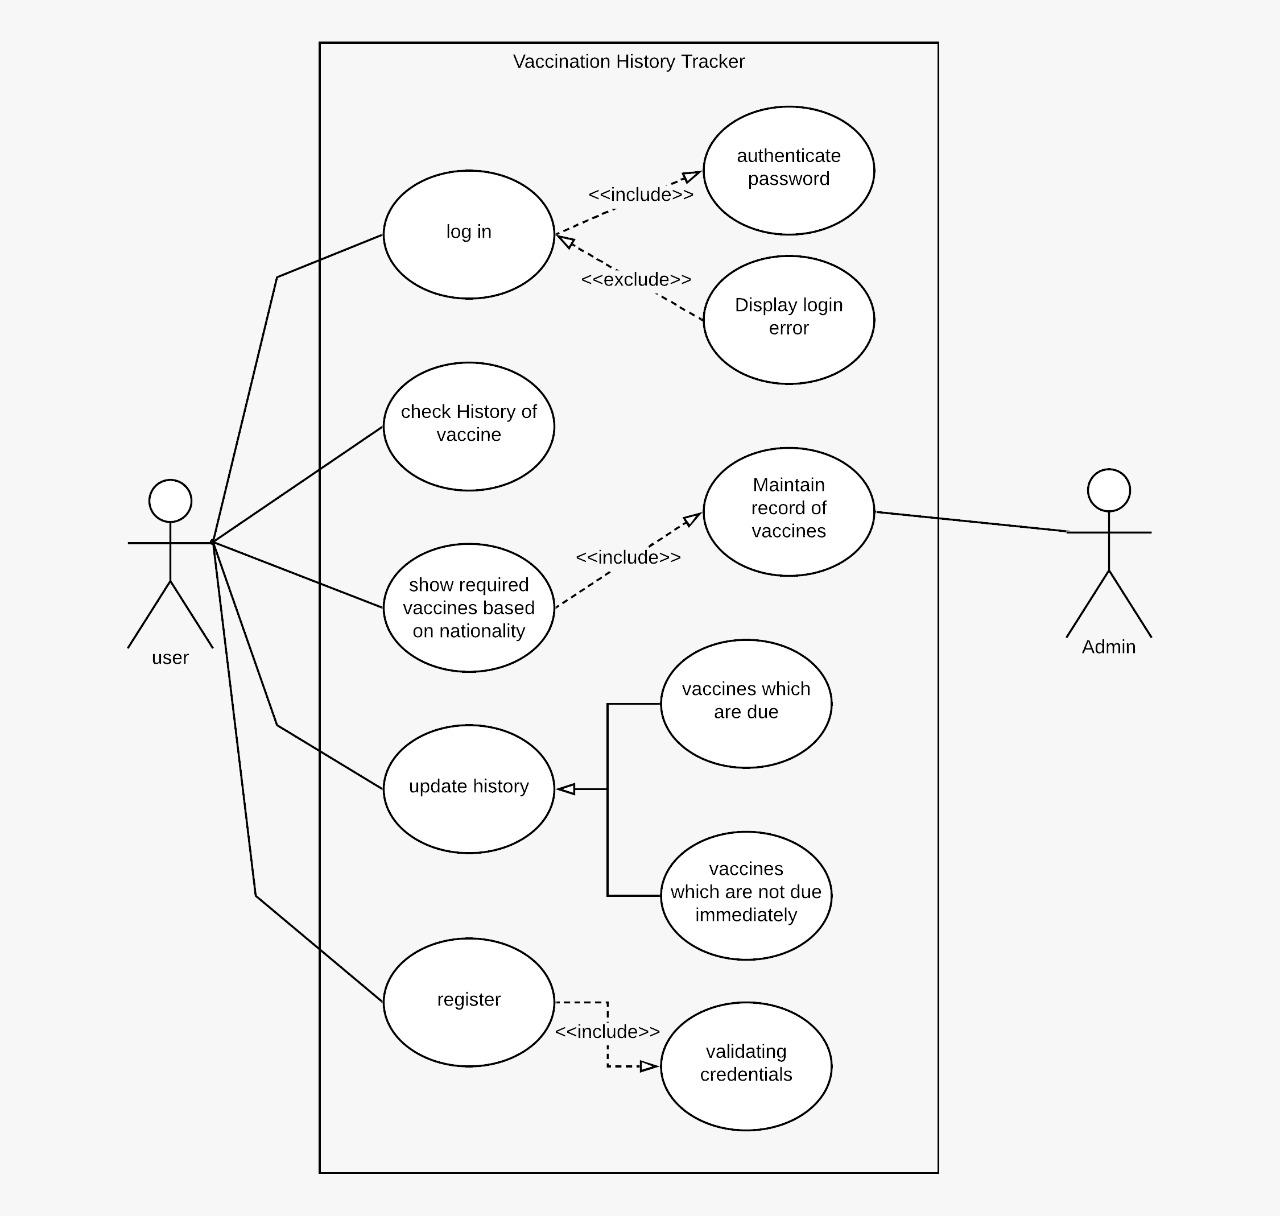 Vaccination History Tracker
authenticate
password
<<include>>
log in
<<exclude>>
Display login
error
check History of
vaccine
Maintain
record of
vaccines
<<include>>
show required
vaccines based
on nationality
user
Admin
vaccines which
are due
update history
vaccines
which are not due
immediately
register
<<include>>
validating
credentials